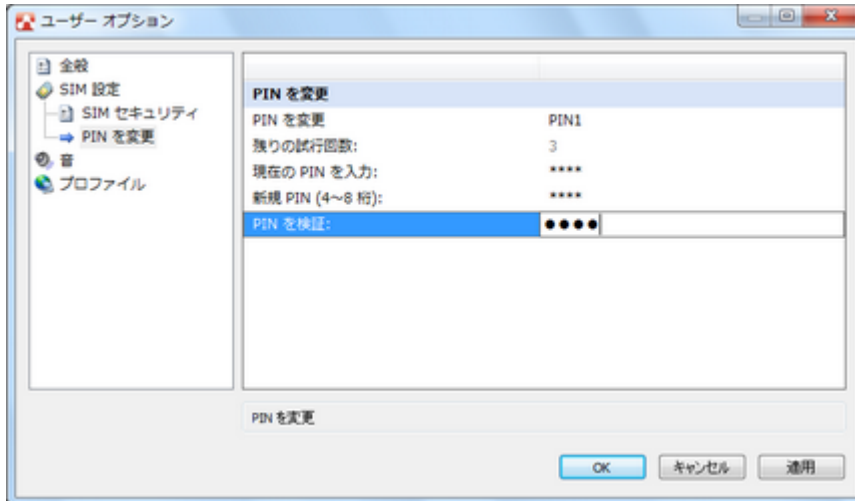 ユーザー オプション
全般
SIM 設定
SIM セキュリティ
PIN を変更
音
プロファイル
PIN を変更
PIN を変更 PIN1
残りの試行回数: 3
現在の PIN を入力: ****
新規 PIN (4～8 桁): ****
PIN を検証: ●●●●
PIN を変更
OK キャンセル 適用